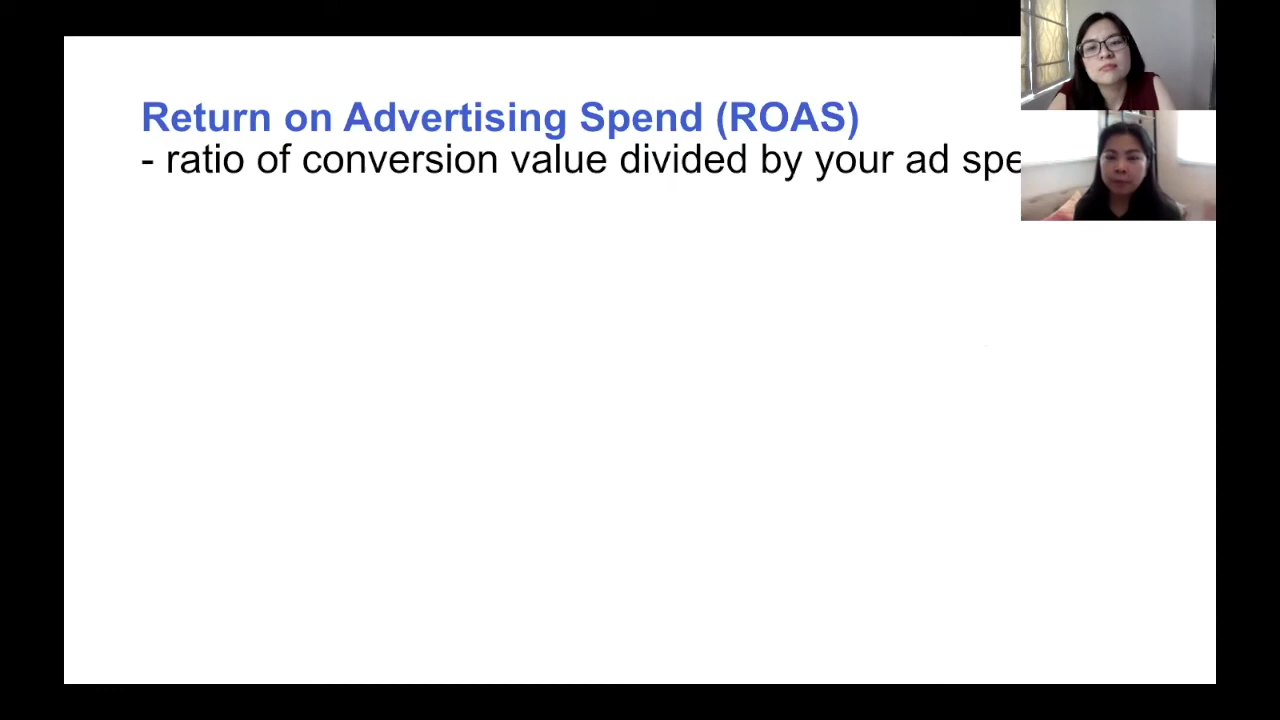 Return on Advertising Spend (ROAS)
- ratio of conversion value divided by your ad spe